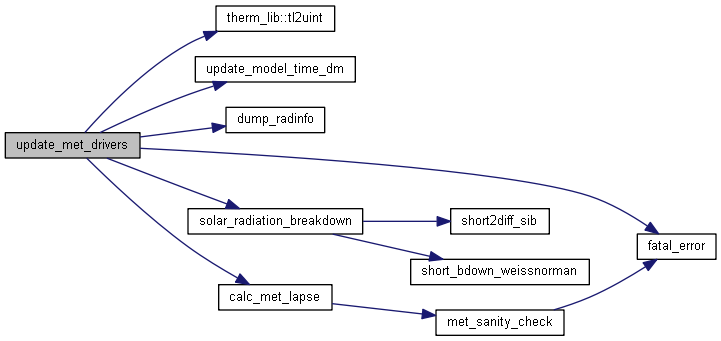 therm_lib::tl2uint
update_model_time_dm
dump_radinfo
update_met_drivers
solar_radiation_breakdown
short2diff_sib
fatal_error
short_bdown_weissnorman
calc_met_lapse
met_sanity_check